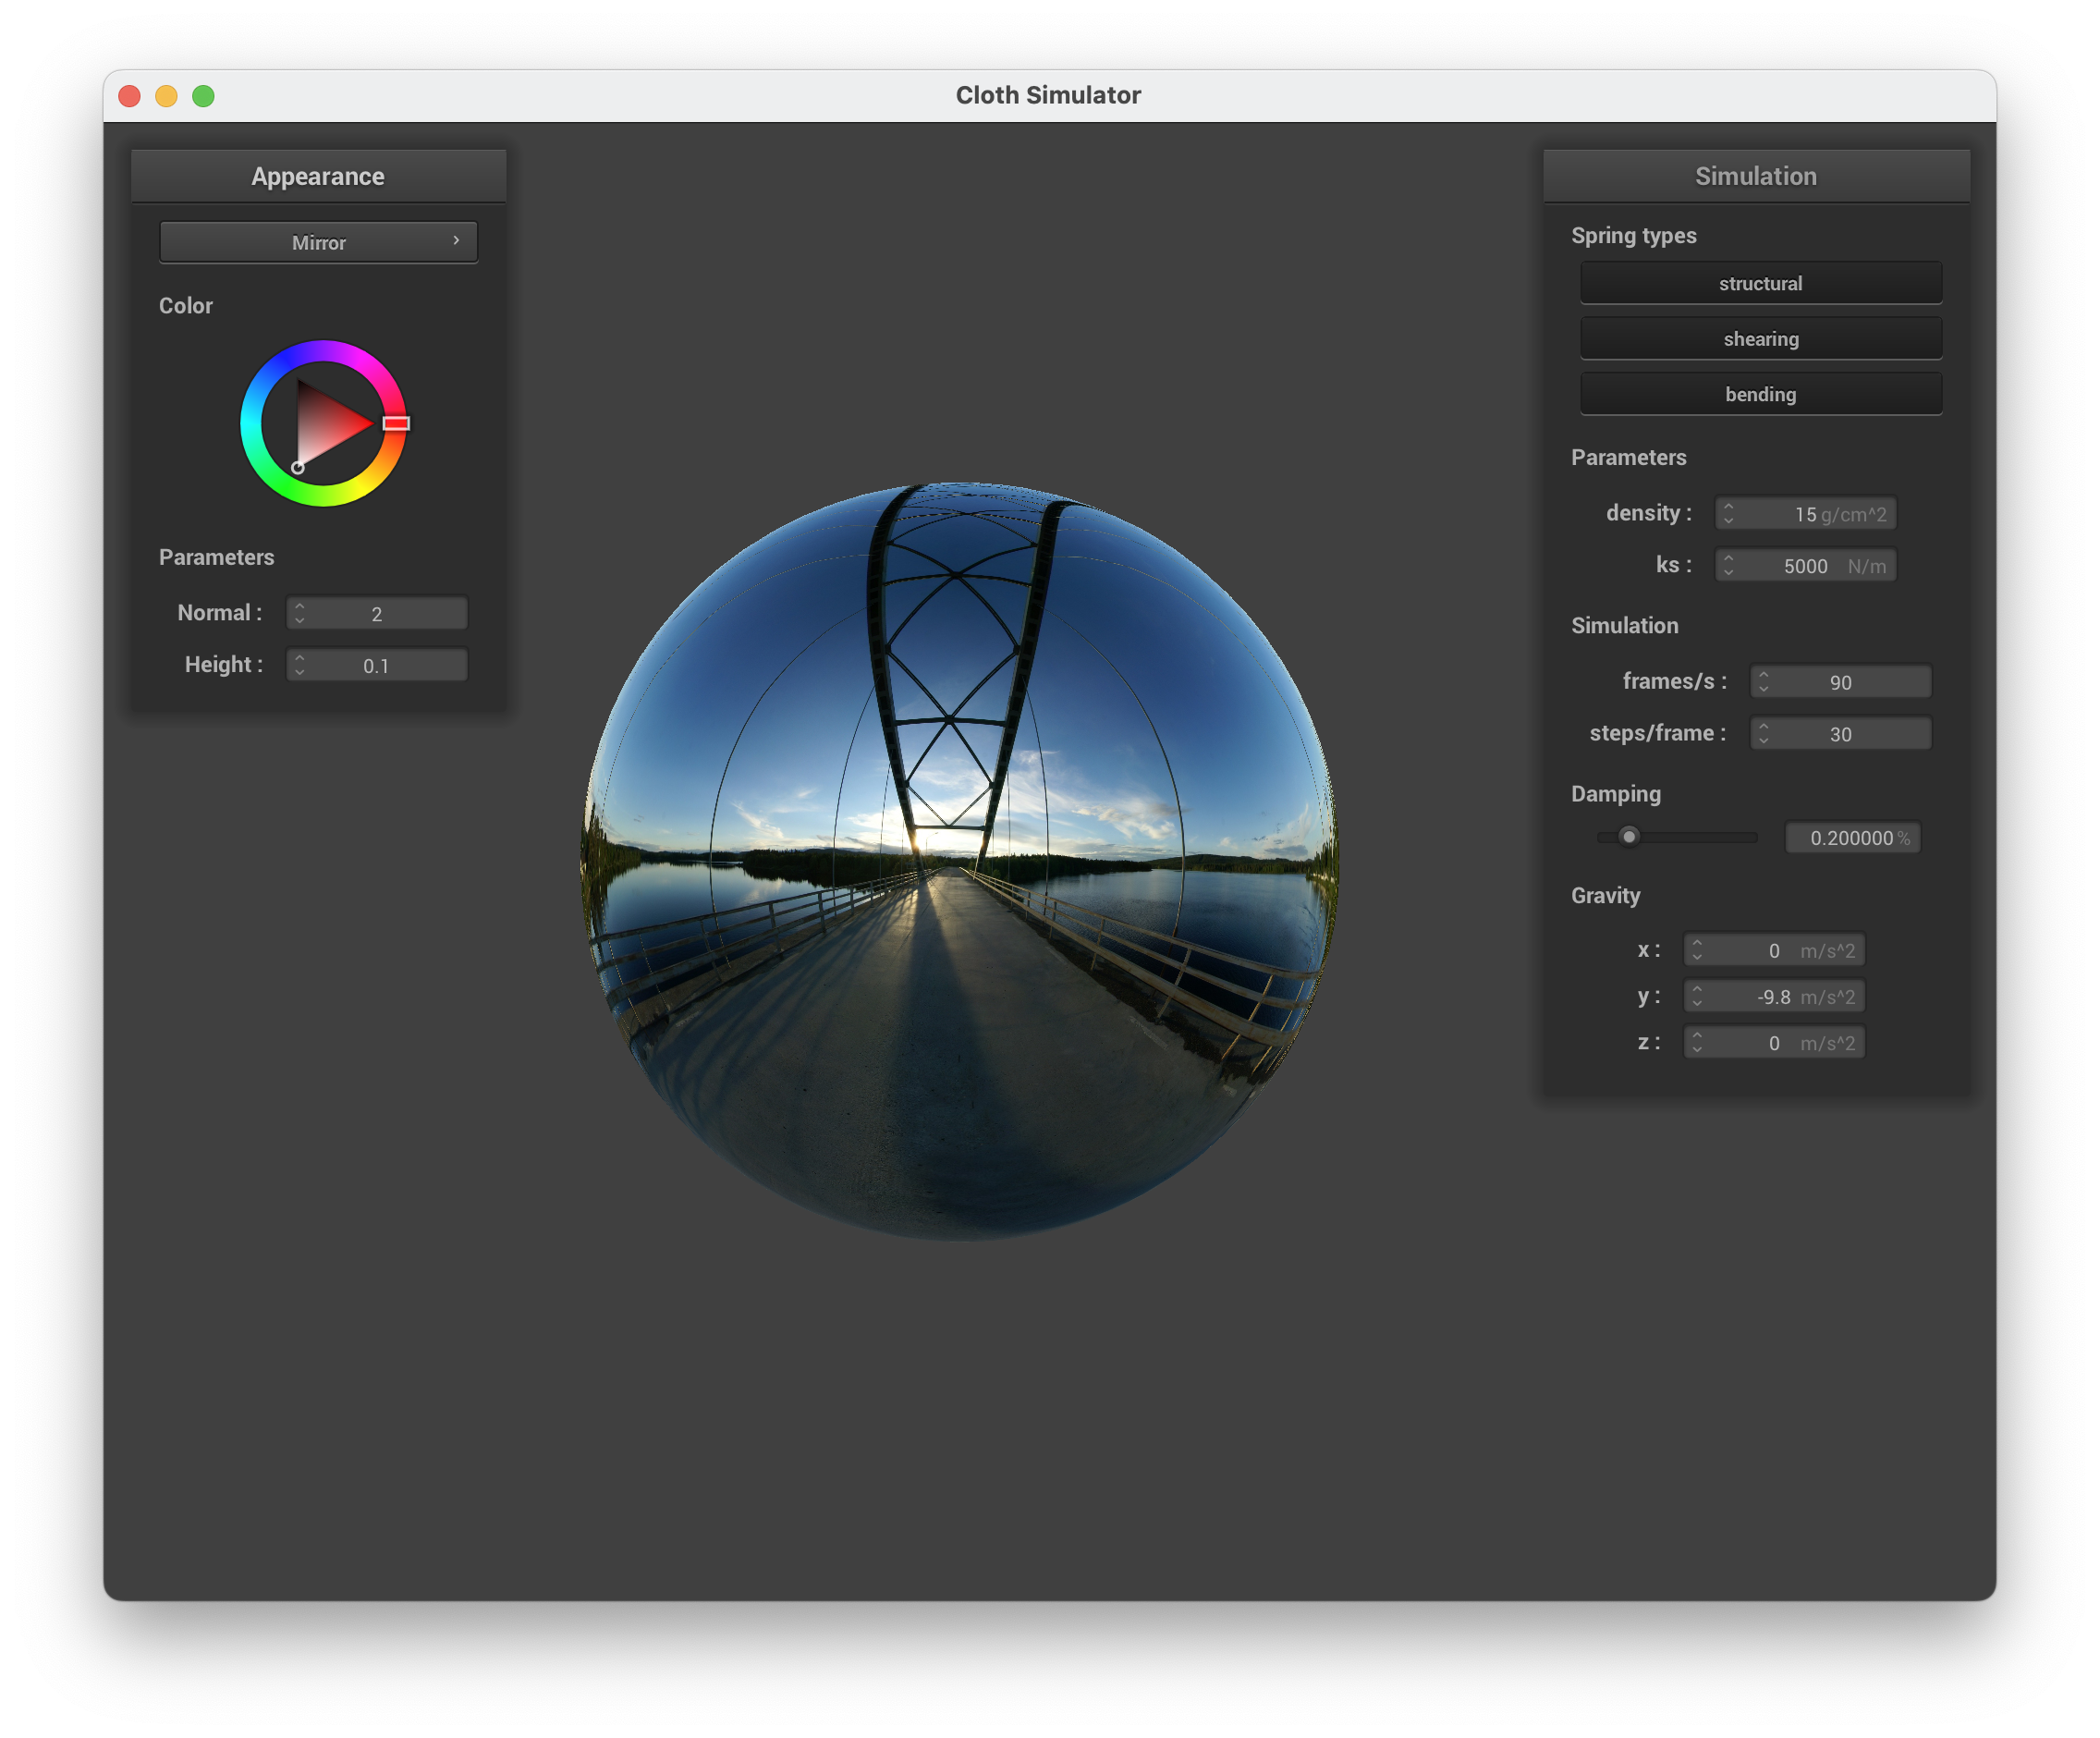 Cloth Simulator
Appearance
Mirror
Color
Parameters
Normal : 2
Height : 0.1
Simulation
Spring types
structural
shearing
bending
Parameters
density : 15 g/cm^2
ks : 5000 N/m
Simulation
frames/s : 90
steps/frame : 30
Damping
0.200000 %
Gravity
x : 0 m/s^2
y : -9.8 m/s^2
z : 0 m/s^2